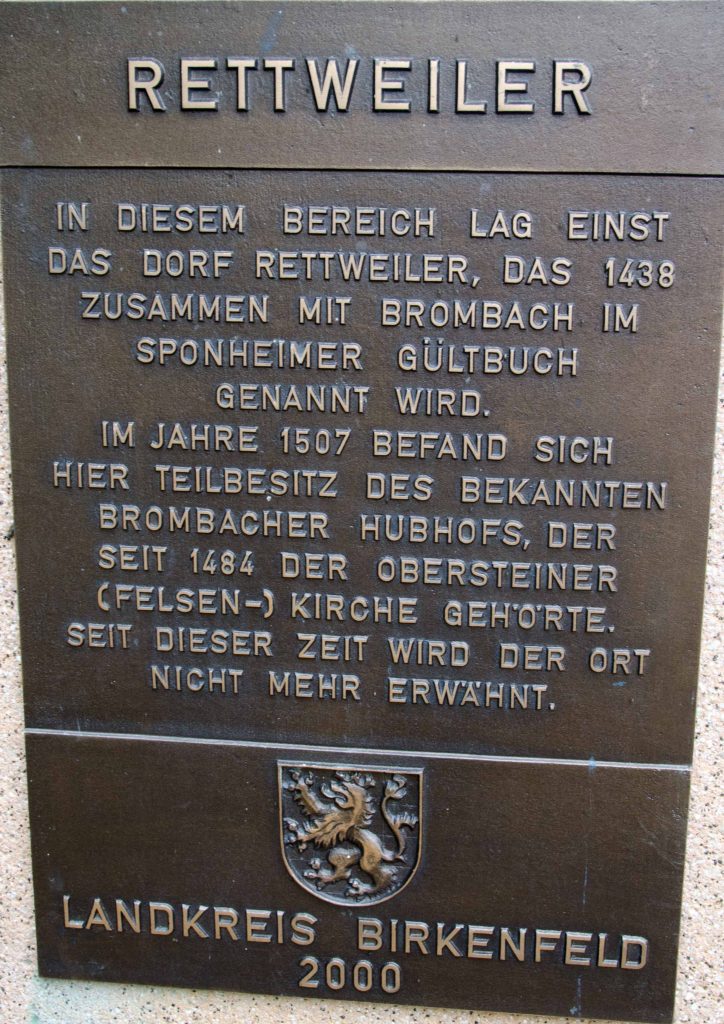 RETTWEILER
IN DIESEM BEREICH LAG EINST
DAS DORF RETTWEILER, DAS 1438
ZUSAMMEN MIT BROMBACH IM
SPONHEIMER GÜLTBUCH
GENANNT WIRD.
IM JAHRE 1507 BEFAND SICH
HIER TEILBESITZ DES BEKANNTEN
BROMBACHER HUBHOFS, DER
SEIT 1484 DER OBERSTEINER
(FELSEN-) KIRCHE GEHÖRTE.
SEIT DIESER ZEIT WIRD DER ORT
NICHT MEHR ERWÄHNT.
LANDKREIS BIRKENFELD
2000